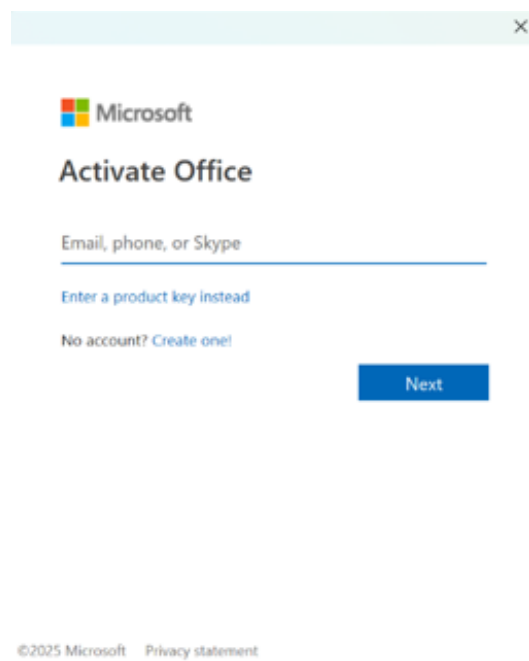 Microsoft
Activate Office
Email, phone, or Skype
Enter a product key instead
No account? Create one!
Next
©2025 Microsoft Privacy statement